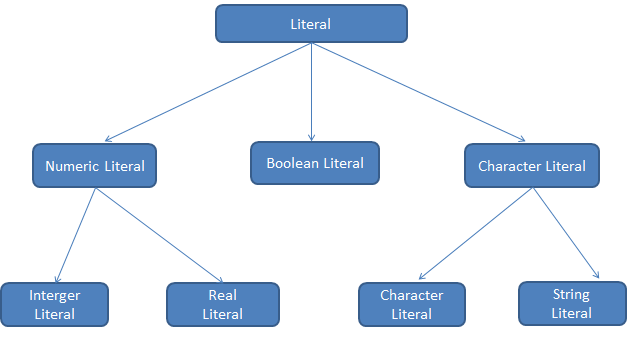 Literal
Numeric Literal
Boolean Literal
Character Literal
Interger
Literal
Real
Literal
Character
Literal
String
Literal